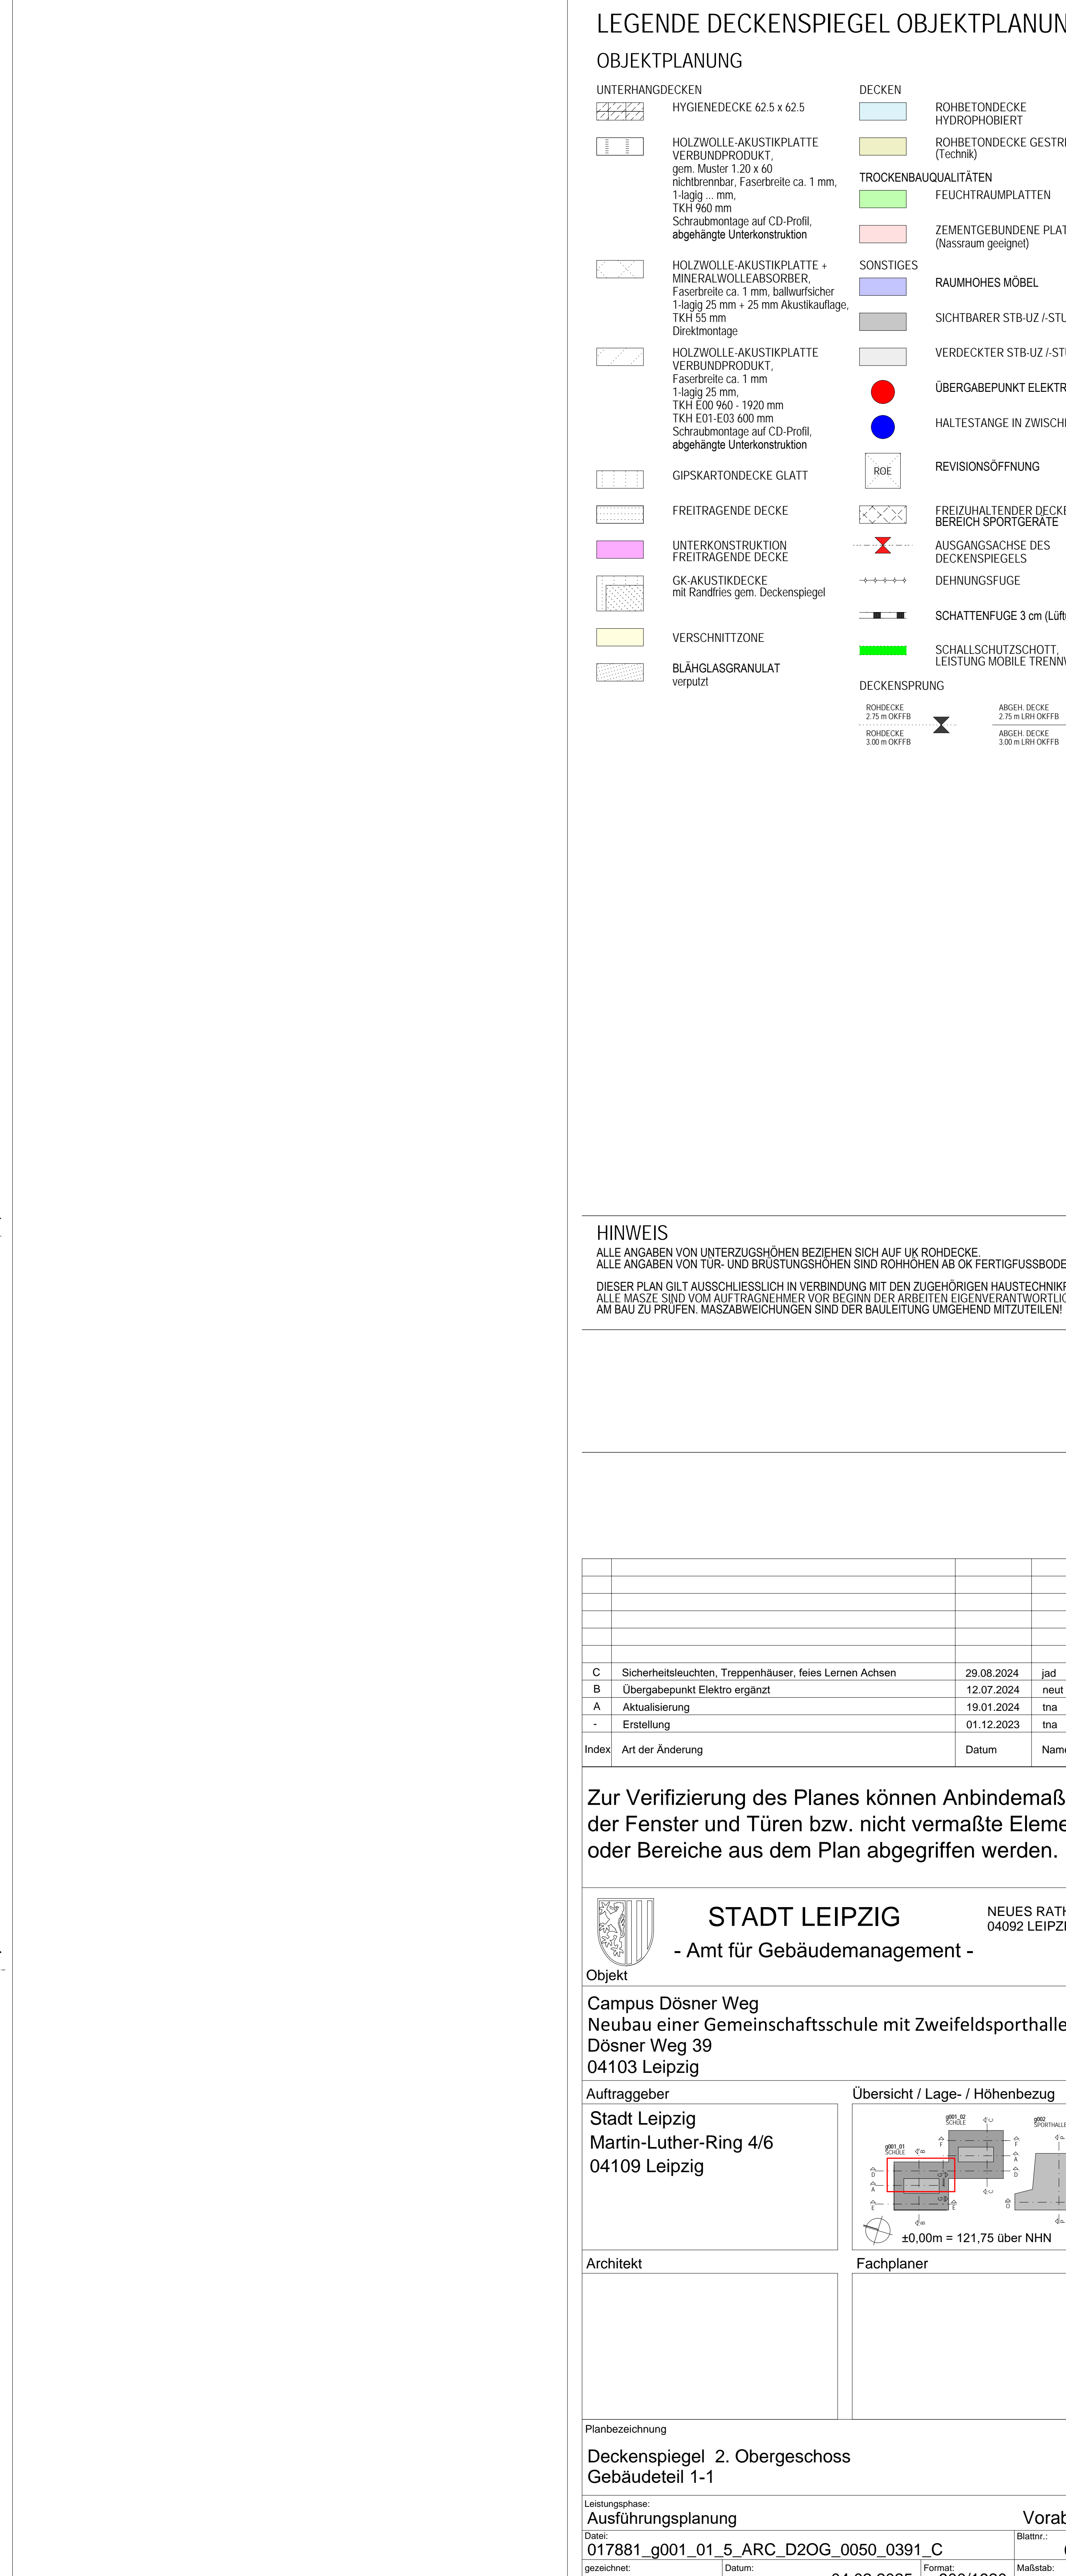 LEGENDE DECKENSPIEGEL OBJEKTPLANUN
OBJEKTPLANUNG
UNTERHANGDECKEN
HYGIENEDECKE 62.5 x 62.5
HOLZWOLLE-AKUSTIKPLATTE
VERBUNDPRODUKT,
gem. Muster 1.20 x 60
nichtbrennbar, Faserbreite ca. 1 mm,
1-lagig ... mm,
TKH 960 mm
Schraubmontage auf CD-Profil,
abgehängte Unterkonstruktion
HOLZWOLLE-AKUSTIKPLATTE +
MINERALWOLLEABSORBER,
Faserbreite ca. 1 mm, ballwurfsicher
1-lagig 25 mm + 25 mm Akustikauflage,
TKH 55 mm
Direktmontage
HOLZWOLLE-AKUSTIKPLATTE
VERBUNDPRODUKT,
Faserbreite ca. 1 mm
1-lagig 25 mm,
TKH E00 960 - 1920 mm
TKH E01-E03 600 mm
Schraubmontage auf CD-Profil,
abgehängte Unterkonstruktion
GIPSKARTONDECKE GLATT
FREITRAGENDE DECKE
UNTERKONSTRUKTION
FREITRAGENDE DECKE
GK-AKUSTIKDECKE
mit Randfries gem. Deckenspiegel
VERSCHNITTZONE
BLÄHGLASGRANULAT
verputzt
DECKEN
ROHBETONDECKE
HYDROPHOBIERT
ROHBETONDECKE GESTRI
(Technik)
TROCKENBAUQUALITÄTEN
FEUCHTRAUMPLATTEN
ZEMENTGEBUNDENE PLAT
(Nassraum geeignet)
SONSTIGES
RAUMHOHES MÖBEL
SICHTBARER STB-UZ /-STU
VERDECKTER STB-UZ /-STÜ
ÜBERGABEPUNKT ELEKTR
HALTESTANGE IN ZWISCHE
ROE
REVISIONSÖFFNUNG
FREIZUHALTENDER DECKE
BEREICH SPORTGERÄTE
AUSGANGSACHSE DES
DECKENSPIEGELS
DEHNUNGSFUGE
SCHATTENFUGE 3 cm (Lüftu
SCHALLSCHUTZSCHOTT,
LEISTUNG MOBILE TRENNW
DECKENSPRUNG
ROHDECKE
2.75 m OKFFB
ROHDECKE
3.00 m OKFFB
ABGEH. DECKE
2.75 m LRH OKFFB
ABGEH. DECKE
3.00 m LRH OKFFB
HINWEIS
ALLE ANGABEN VON UNTERZUGSHÖHEN BEZIEHEN SICH AUF UK ROHDECKE.
ALLE ANGABEN VON TÜR- UND BRÜSTUNGSHÖHEN SIND ROHHÖHEN AB OK FERTIGFUSSBODE
DIESER PLAN GILT AUSSCHLIESSLICH IN VERBINDUNG MIT DEN ZUGEHÖRIGEN HAUSTECHNIKP
ALLE MASZE SIND VOM AUFTRAGNEHMER VOR BEGINN DER ARBEITEN EIGENVERANTWORTLIC
AM BAU ZU PRÜFEN. MASZABWEICHUNGEN SIND DER BAULEITUNG UMGEHEND MITZUTEILEN!
C Sicherheitsleuchten, Treppenhäuser, feies Lernen Achsen 29.08.2024 jad
B Übergabepunkt Elektro ergänzt 12.07.2024 neut
A Aktualisierung 19.01.2024 tna
- Erstellung 01.12.2023 tna
Index Art der Änderung Datum Name
Zur Verifizierung des Planes können Anbindemaß
der Fenster und Türen bzw. nicht vermaßte Eleme
oder Bereiche aus dem Plan abgegriffen werden.
STADT LEIPZIG
- Amt für Gebäudemanagement -
NEUES RATH
04092 LEIPZI
Objekt
Campus Dösner Weg
Neubau einer Gemeinschaftsschule mit Zweifeldsporthalle
Dösner Weg 39
04103 Leipzig
Auftraggeber
Stadt Leipzig
Martin-Luther-Ring 4/6
04109 Leipzig
Übersicht / Lage- / Höhenbezug
g001_02
SCHULE
g002
SPORTHALLE
g001_01
SCHULE
±0,00m = 121,75 über NHN
Architekt
Fachplaner
Planbezeichnung
Deckenspiegel 2. Obergeschoss
Gebäudeteil 1-1
Leistungsphase:
Ausführungsplanung
Vorab
Datei:
017881_g001_01_5_ARC_D2OG_0050_0391_C
Blattnr.:
gezeichnet:
Datum:
Format:
Maßstab: